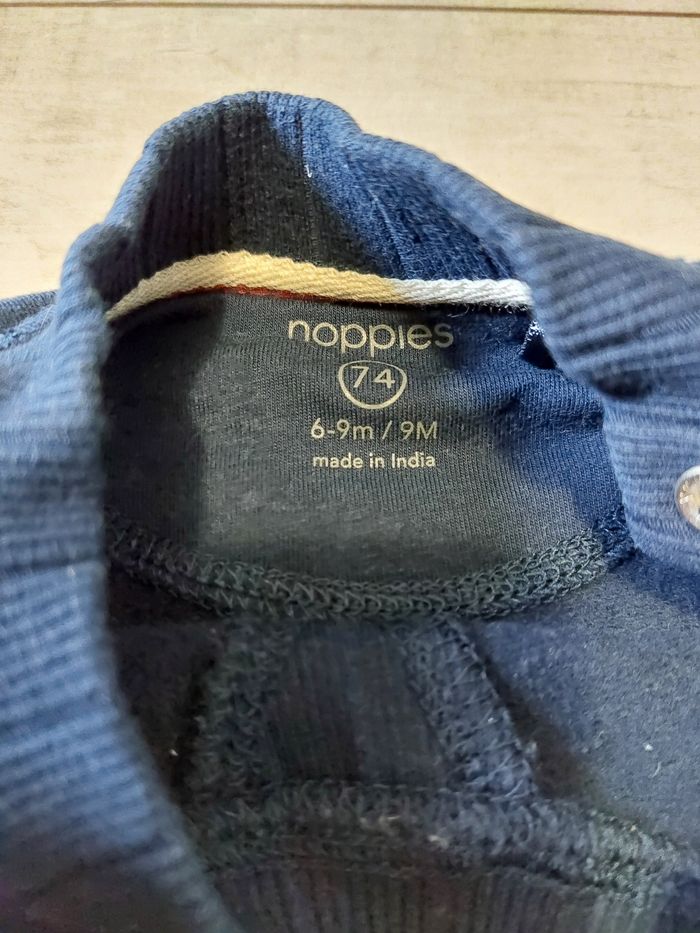 noppies
74
6-9m / 9M
made in India